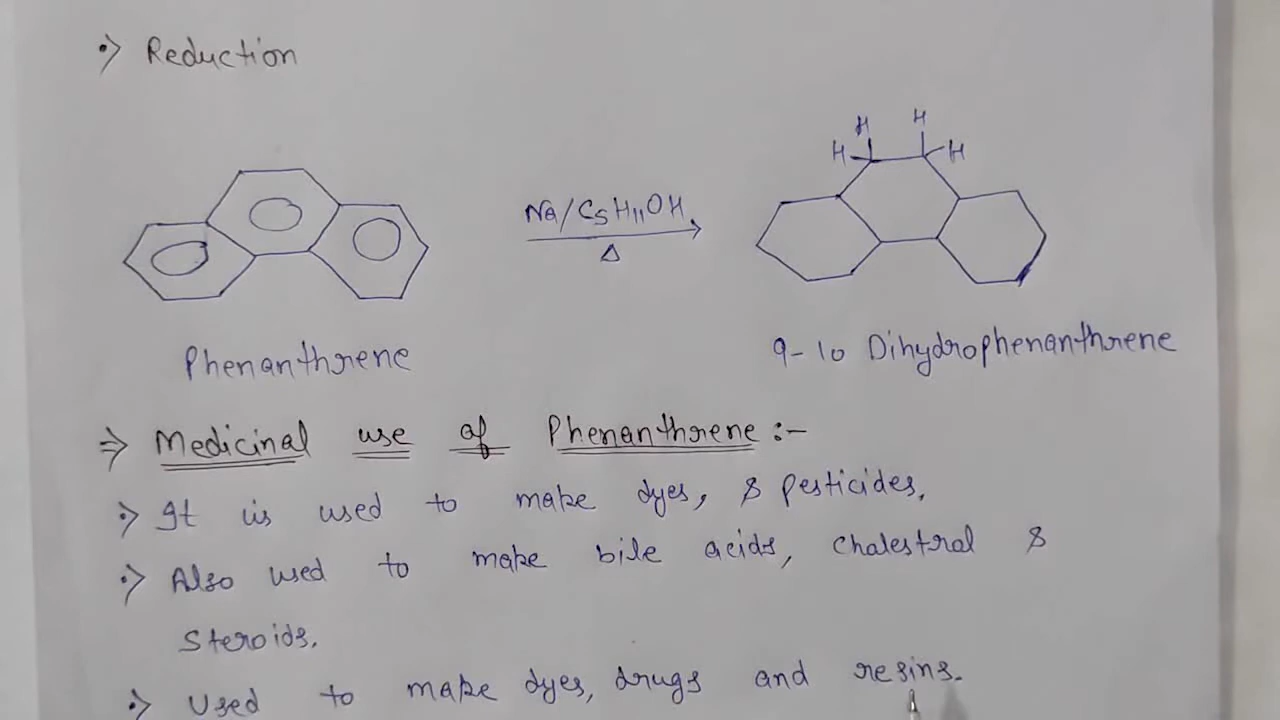 •> Reduction
H H
H H
Na/C5H11OH
Δ
Phenanthrene
9-10 Dihydrophenanthrene
=> Medicinal use of Phenanthrene :-
•> It is used to make dyes, & pesticides.
•> Also used to make bile acids, chalestral &
Steroids.
•> Used to make dyes, drugs and resins.